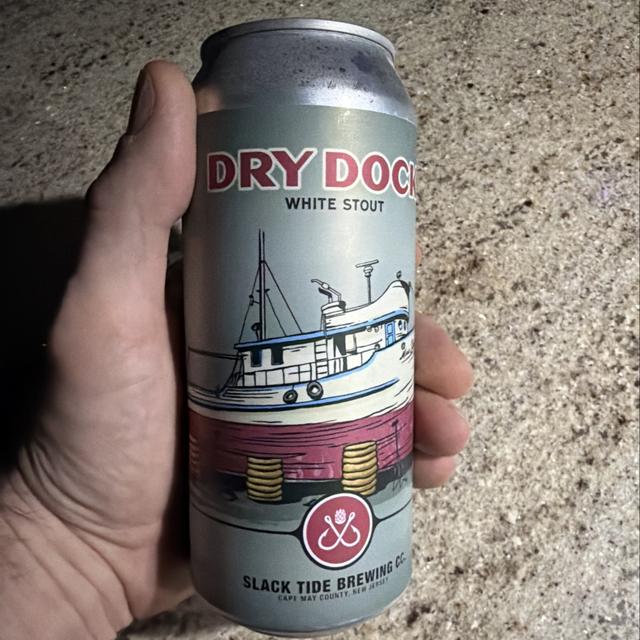 DRY DOCK
WHITE STOUT
SLACK TIDE BREWING CO.
CAPE MAY COUNTY, NEW JERSEY